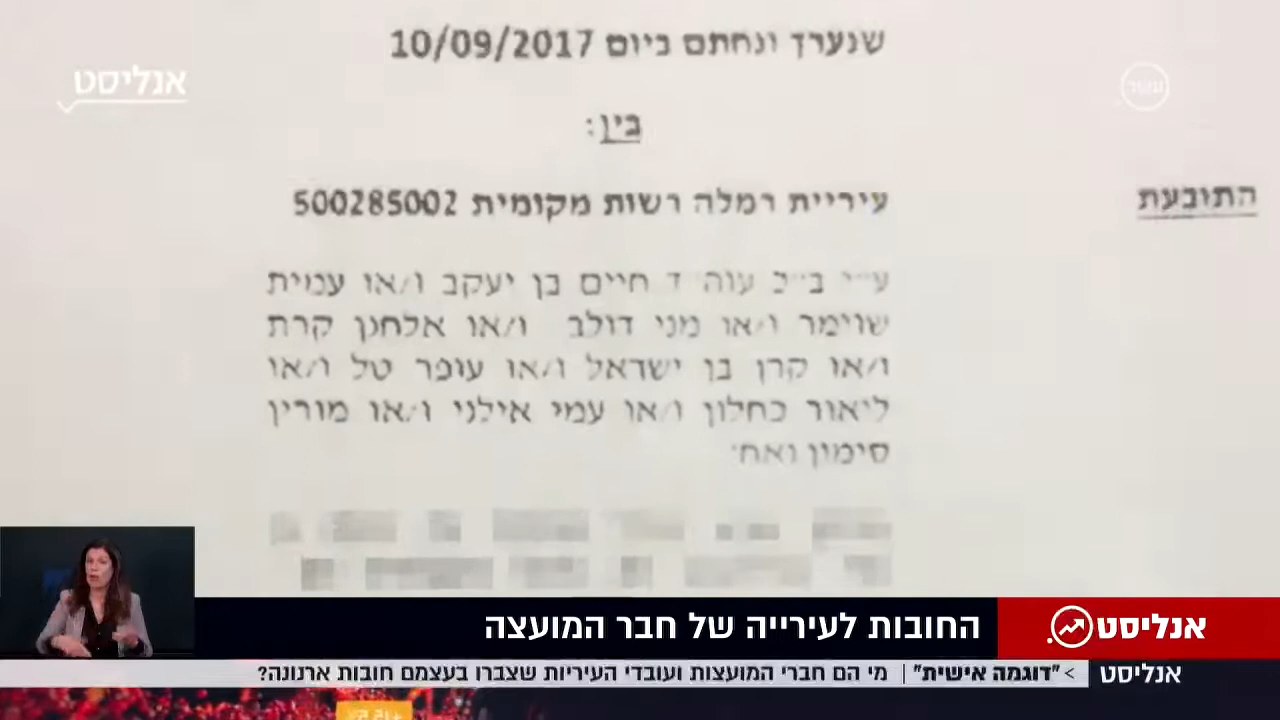 שנערך ונחתם ביום 10/09/2017
אנליסט
עשר
בין:
התובעת
עיריית רמלה רשות מקומית 500285002
ע״י ב״כ עוה״ד חיים בן יעקב ו/או עמית
שוימר ו/או מני דולב ו/או אלחנן קרת
ו/או קרן בן ישראל ו/או עופר טל ו/או
ליאור כחלון ו/או עמי אילני ו/או מורין
סימון ואח׳
אנליסט
החובות לעירייה של חבר המועצה
אנליסט
> "דוגמה אישית" | מי הם חברי המועצות ועובדי העיריות שצברו בעצמם חובות ארנונה?